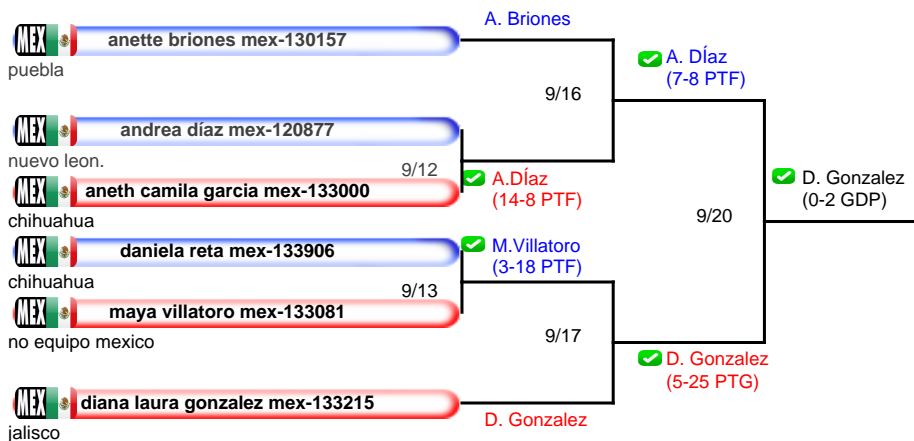 A. Briones
MEX anette briones mex-130157
puebla
A. DÍaz
(7-8 PTF)
9/16
MEX andrea díaz mex-120877
nuevo leon.
9/12
MEX aneth camila garcia mex-133000
chihuahua
A.DÍaz
(14-8 PTF)
D. Gonzalez
(0-2 GDP)
9/20
MEX daniela reta mex-133906
chihuahua
M.Villatoro
(3-18 PTF)
9/13
MEX maya villatoro mex-133081
no equipo mexico
9/17
D. Gonzalez
(5-25 PTG)
MEX diana laura gonzalez mex-133215
jalisco
D. Gonzalez